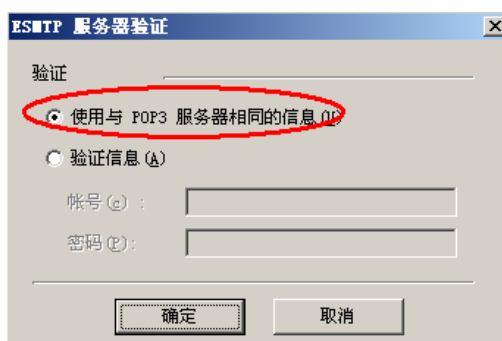 ESMTP 服务器验证
验证
使用与 POP3 服务器相同的信息(U)
验证信息(A)
帐号(c) :
密码(P):
确定 取消